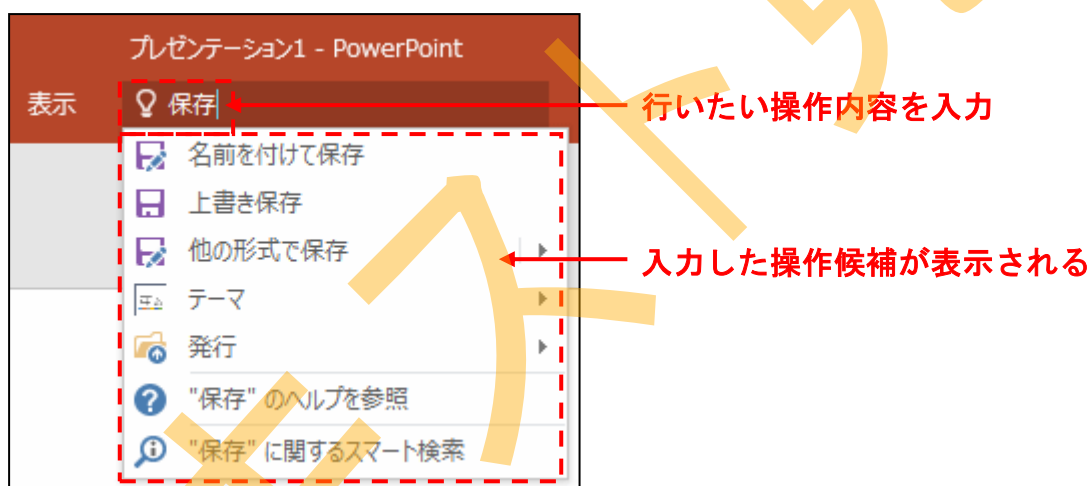 プレゼンテーション1 - PowerPoint
表示
保存
行いたい操作内容を入力
名前を付けて保存
上書き保存
他の形式で保存
入力した操作候補が表示される
テーマ
発行
"保存" のヘルプを参照
"保存" に関するスマート検索